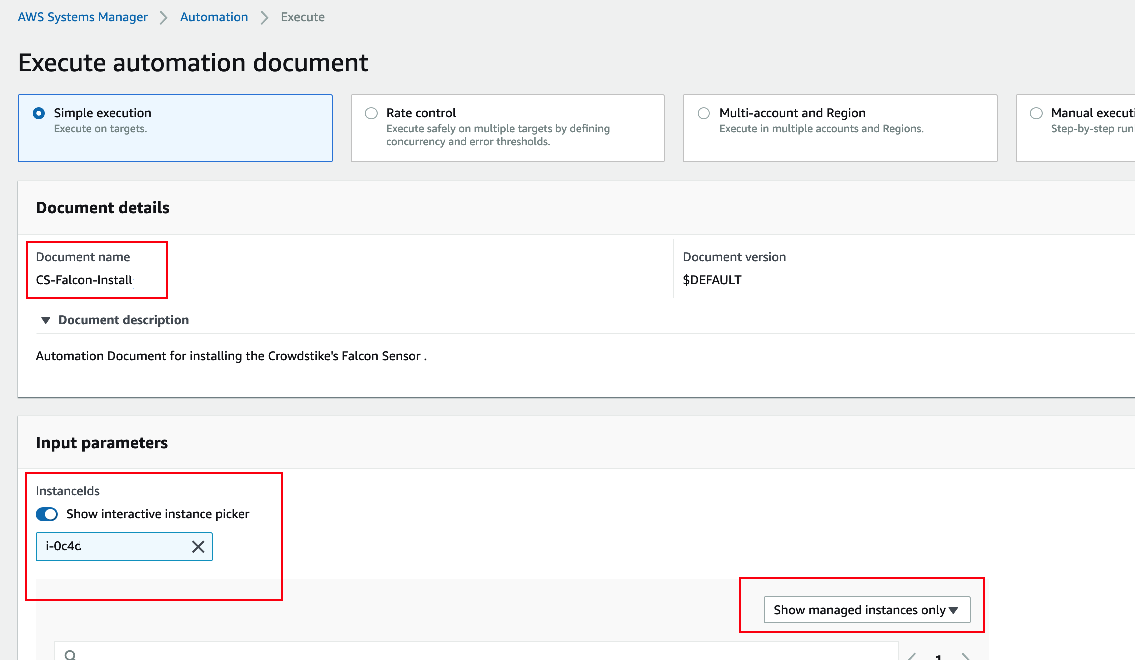 AWS Systems Manager > Automation > Execute
Execute automation document
Simple execution
Execute on targets.
Rate control
Execute safely on multiple targets by defining
concurrency and error thresholds.
Multi-account and Region
Execute in multiple accounts and Regions.
Manual executi
Step-by-step run
Document details
Document name
CS-Falcon-Install
Document version
$DEFAULT
Document description
Automation Document for installing the Crowdstike's Falcon Sensor .
Input parameters
InstanceIds
Show interactive instance picker
i-0c4c
Show managed instances only
1